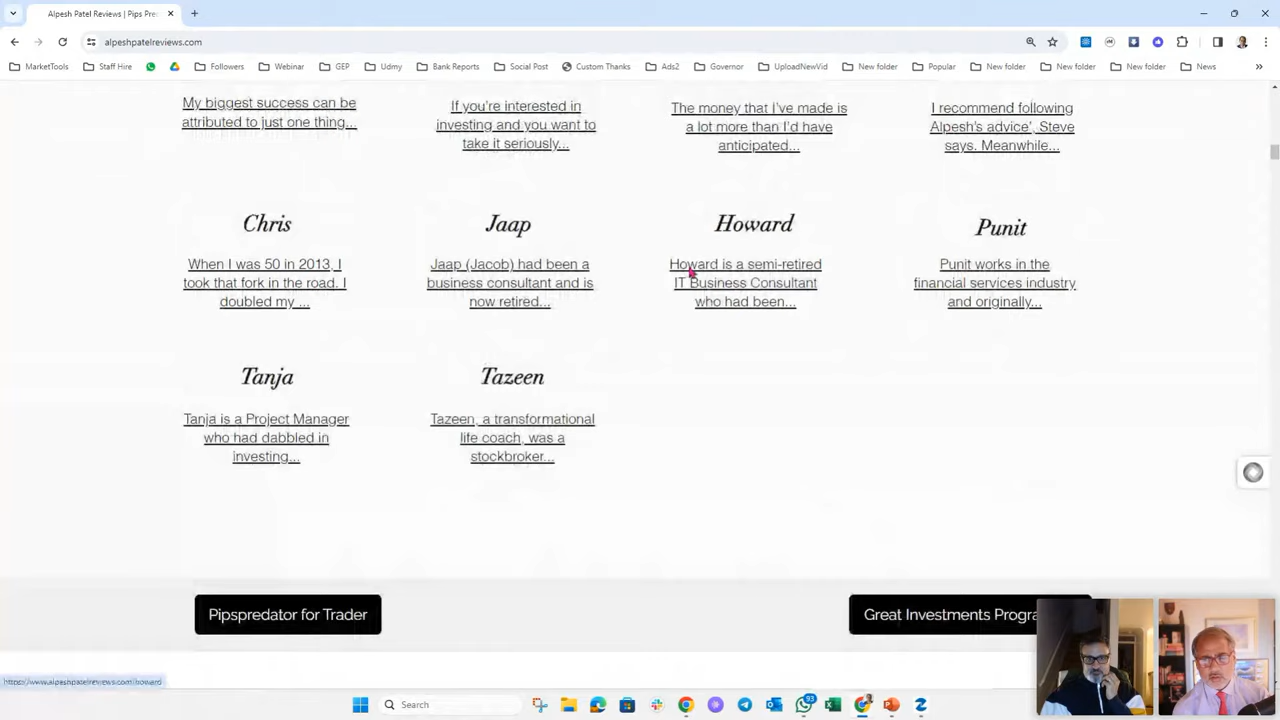 Alpesh Patel Reviews | Pips Pred
alpeshpatelreviews.com
MarketTools
Staff Hire
Followers
Webinar
GEP
Udmy
Bank Reports
Social Post
Custom Thanks
Ads2
Governor
UploadNewVid
New folder
Popular
New folder
New folder
New folder
News
My biggest success can be
attributed to just one thing...
If you're interested in
investing and you want to
take it seriously...
The money that I've made is
a lot more than I'd have
anticipated...
I recommend following
Alpesh's advice', Steve
says. Meanwhile...
Chris
When I was 50 in 2013, I
took that fork in the road. I
doubled my ...
Jaap
Jaap (Jacob) had been a
business consultant and is
now retired...
Howard
Howard is a semi-retired
IT Business Consultant
who had been...
Punit
Punit works in the
financial services industry
and originally...
Tanja
Tanja is a Project Manager
who had dabbled in
investing...
Tazeen
Tazeen, a transformational
life coach, was a
stockbroker...
Pipspredator for Trader
Great Investments Progra
https://www.alpeshpatelreviews.com/howard
Search
93